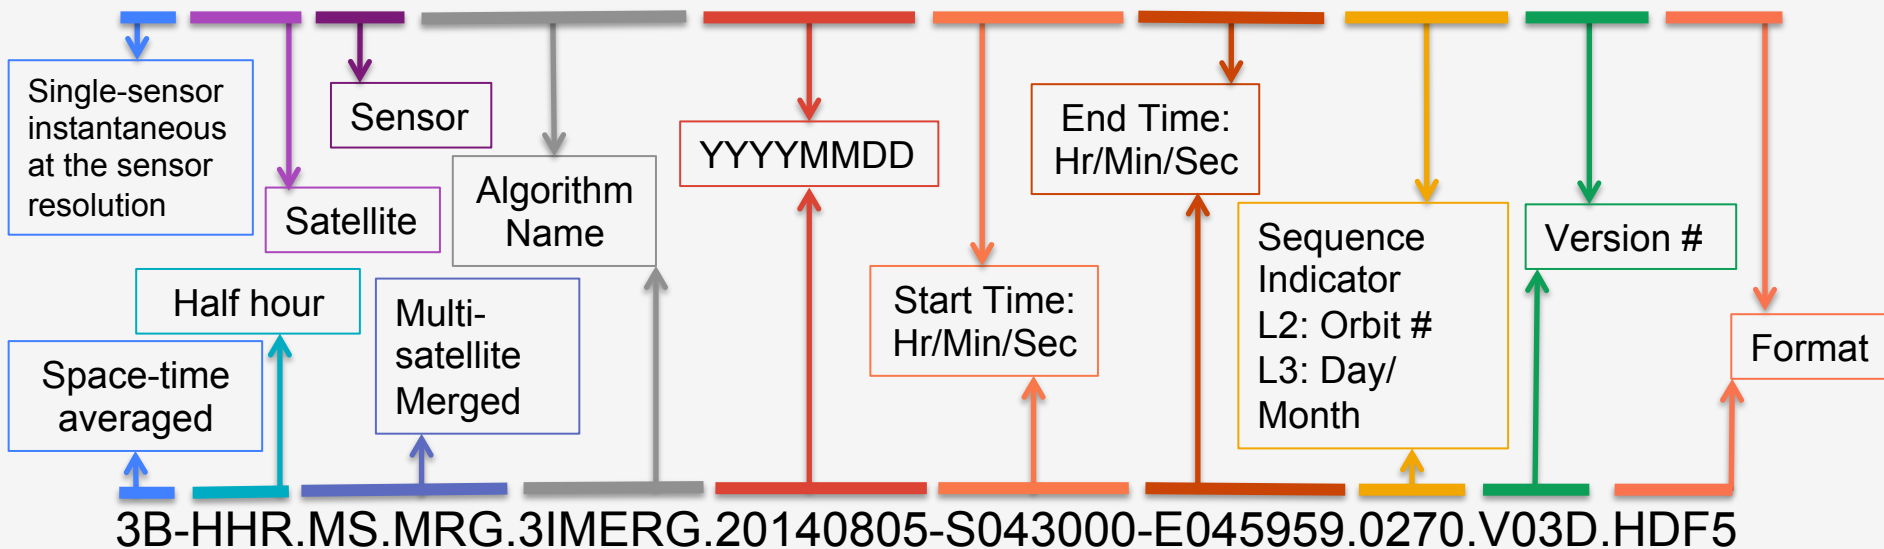 Single-sensor
instantaneous
at the sensor
resolution
Satellite
Sensor
Algorithm
Name
YYYYMMDD
Start Time:
Hr/Min/Sec
End Time:
Hr/Min/Sec
Sequence
Indicator
L2: Orbit #
L3: Day/
Month
Version #
Format
Space-time
averaged
Half hour
Multi-
satellite
Merged
3B-HHR.MS.MRG.3IMERG.20140805-S043000-E045959.0270.V03D.HDF5